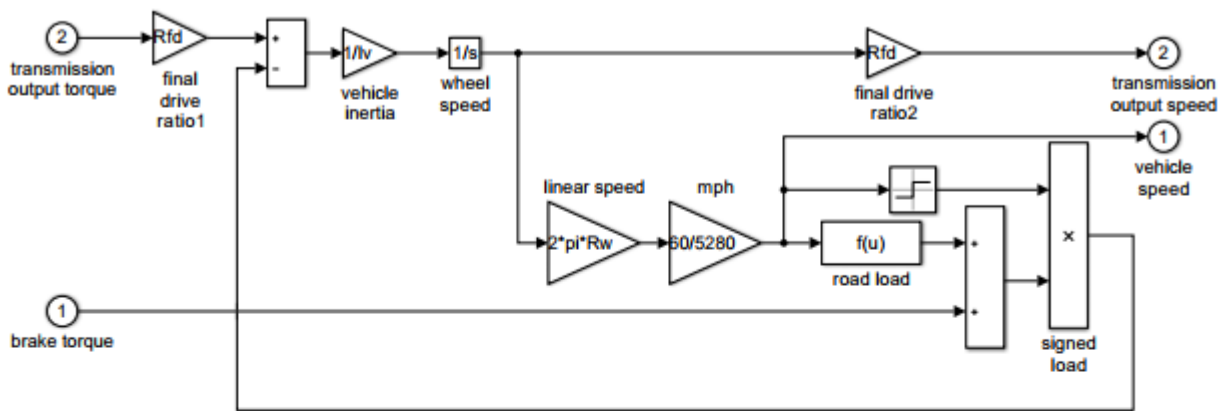 2
transmission
output torque
Rfd
final
drive
ratio1
+
−
1/Iv
vehicle
inertia
1/s
wheel
speed
Rfd
final drive
ratio2
2
transmission
output speed
1
vehicle
speed
linear speed
2*pi*Rw
mph
60/5280
f(u)
road load
+
+
×
signed
load
1
brake torque